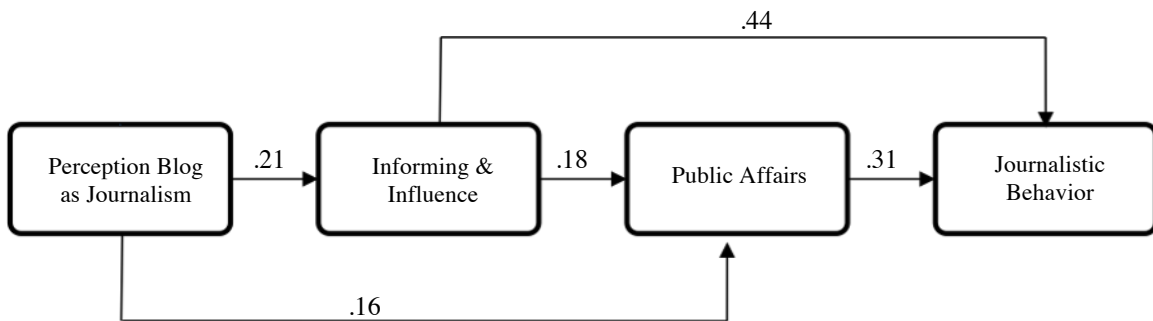 .44
Perception Blog
as Journalism
.21
Informing &
Influence
.18
Public Affairs
.31
Journalistic
Behavior
.16